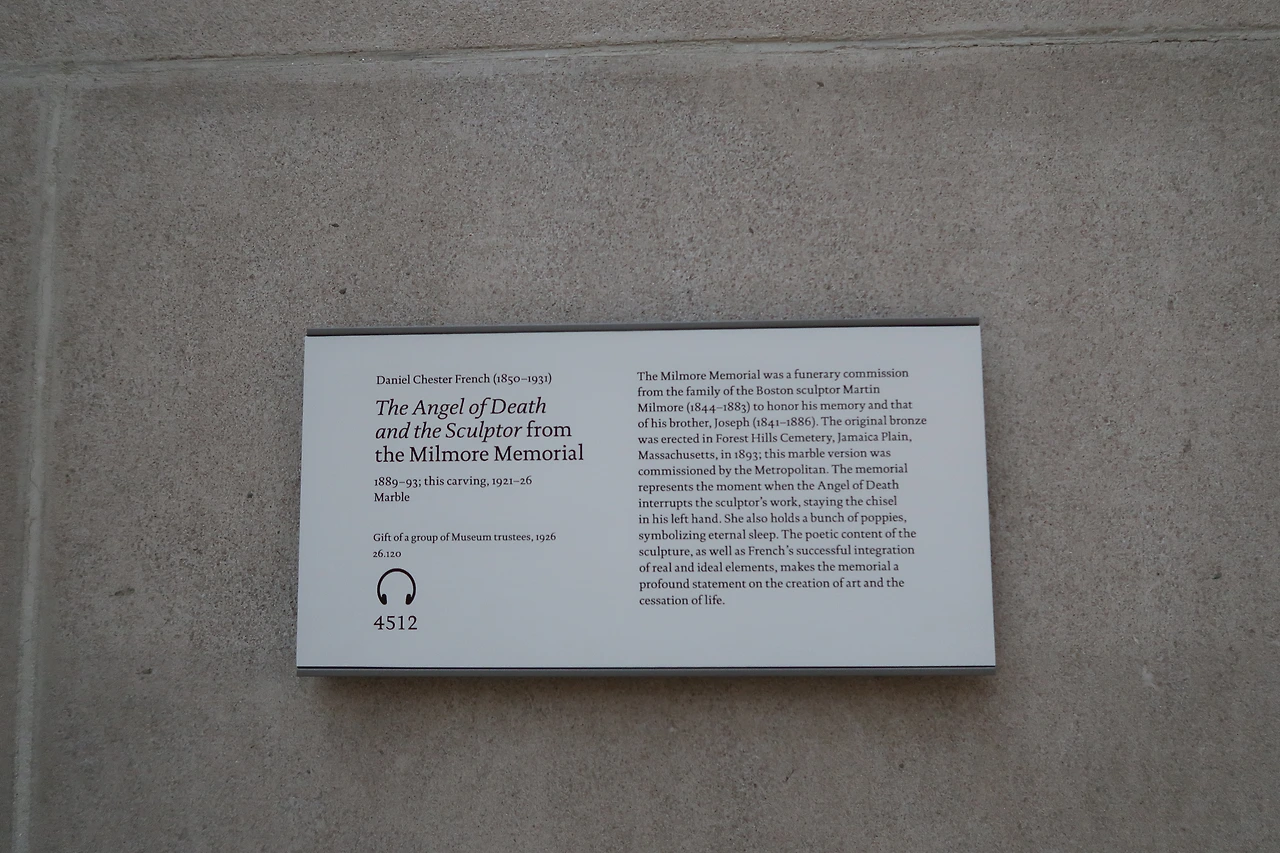 Daniel Chester French (1850–1931)
The Angel of Death
and the Sculptor from
the Milmore Memorial
1889–93; this carving, 1921–26
Marble
Gift of a group of Museum trustees, 1926
26.120
4512
The Milmore Memorial was a funerary commission
from the family of the Boston sculptor Martin
Milmore (1844–1883) to honor his memory and that
of his brother, Joseph (1841–1886). The original bronze
was erected in Forest Hills Cemetery, Jamaica Plain,
Massachusetts, in 1893; this marble version was
commissioned by the Metropolitan. The memorial
represents the moment when the Angel of Death
interrupts the sculptor's work, staying the chisel
in his left hand. She also holds a bunch of poppies,
symbolizing eternal sleep. The poetic content of the
sculpture, as well as French's successful integration
of real and ideal elements, makes the memorial a
profound statement on the creation of art and the
cessation of life.